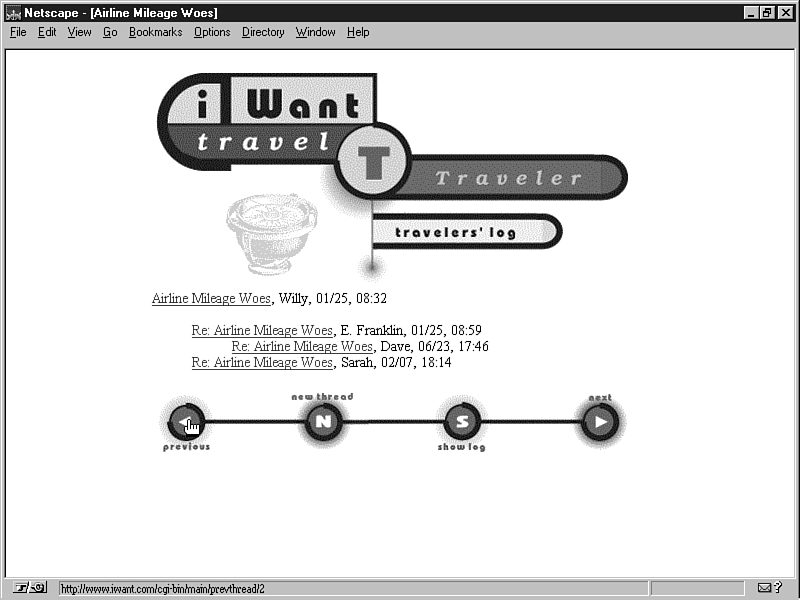 Netscape - [Airline Mileage Woes]
File Edit View Go Bookmarks Options Directory Window Help
i Want
travel
T Traveler
travelers' log
Airline Mileage Woes, Willy, 01/25, 08:32
Re: Airline Mileage Woes, E. Franklin, 01/25, 08:59
Re: Airline Mileage Woes, Dave, 06/23, 17:46
Re: Airline Mileage Woes, Sarah, 02/07, 18:14
new thread next
N S
previous show log
http://www.iwant.com/cgi-bin/main/prevthread/2
?